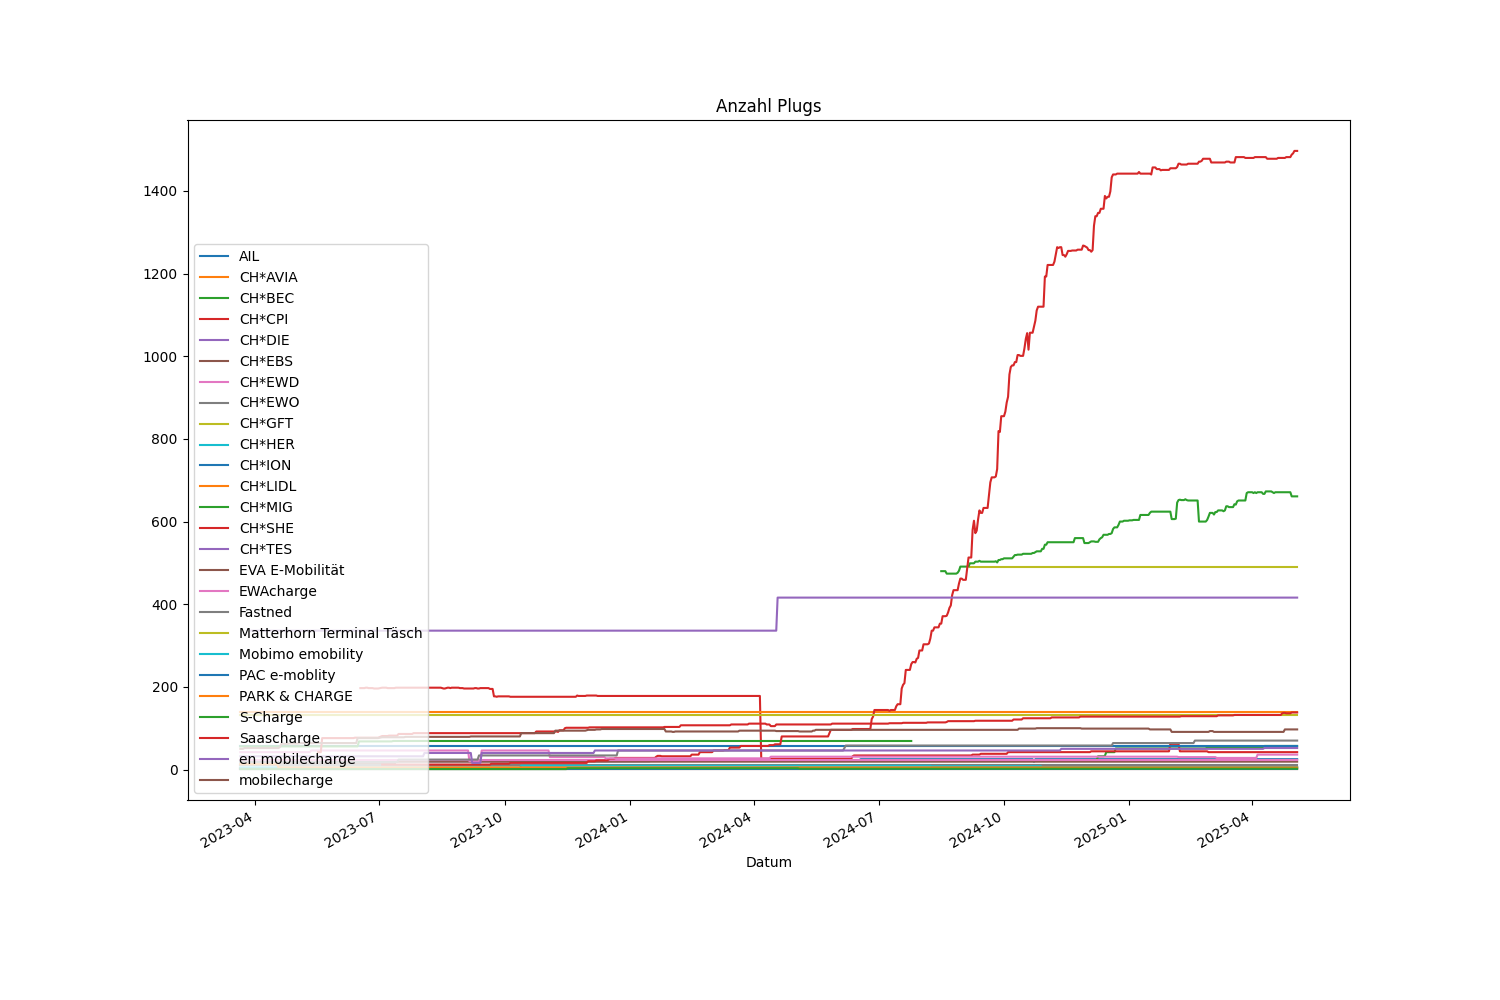 Anzahl Plugs
1400
1200
1000
800
600
400
200
0
AIL
CH*AVIA
CH*BEC
CH*CPI
CH*DIE
CH*EBS
CH*EWD
CH*EWO
CH*GFT
CH*HER
CH*ION
CH*LIDL
CH*MIG
CH*SHE
CH*TES
EVA E-Mobilität
EWAcharge
Fastned
Matterhorn Terminal Täsch
Mobimo emobility
PAC e-moblity
PARK & CHARGE
S-Charge
Saascharge
en mobilecharge
mobilecharge
2023-04
2023-07
2023-10
2024-01
2024-04
2024-07
2024-10
2025-01
2025-04
Datum